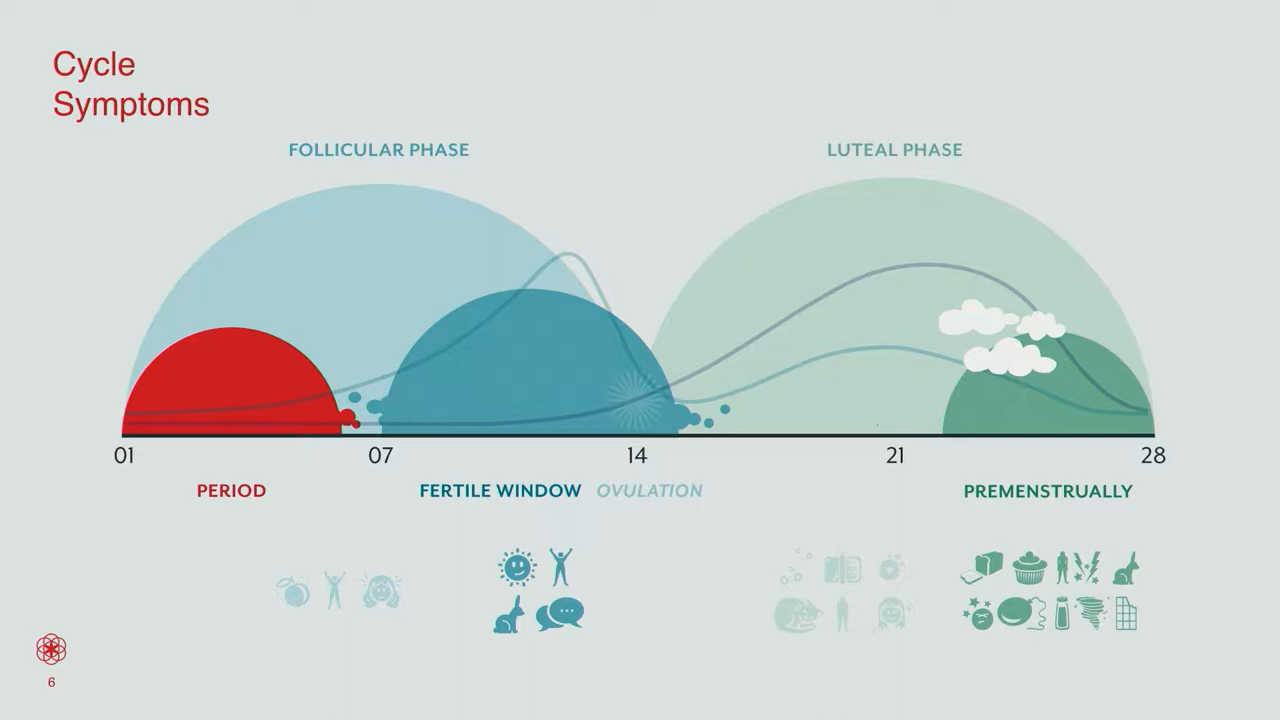 Cycle
Symptoms
FOLLICULAR PHASE
LUTEAL PHASE
01
07
14
21
28
PERIOD
FERTILE WINDOW
OVULATION
PREMENSTRUALLY
6